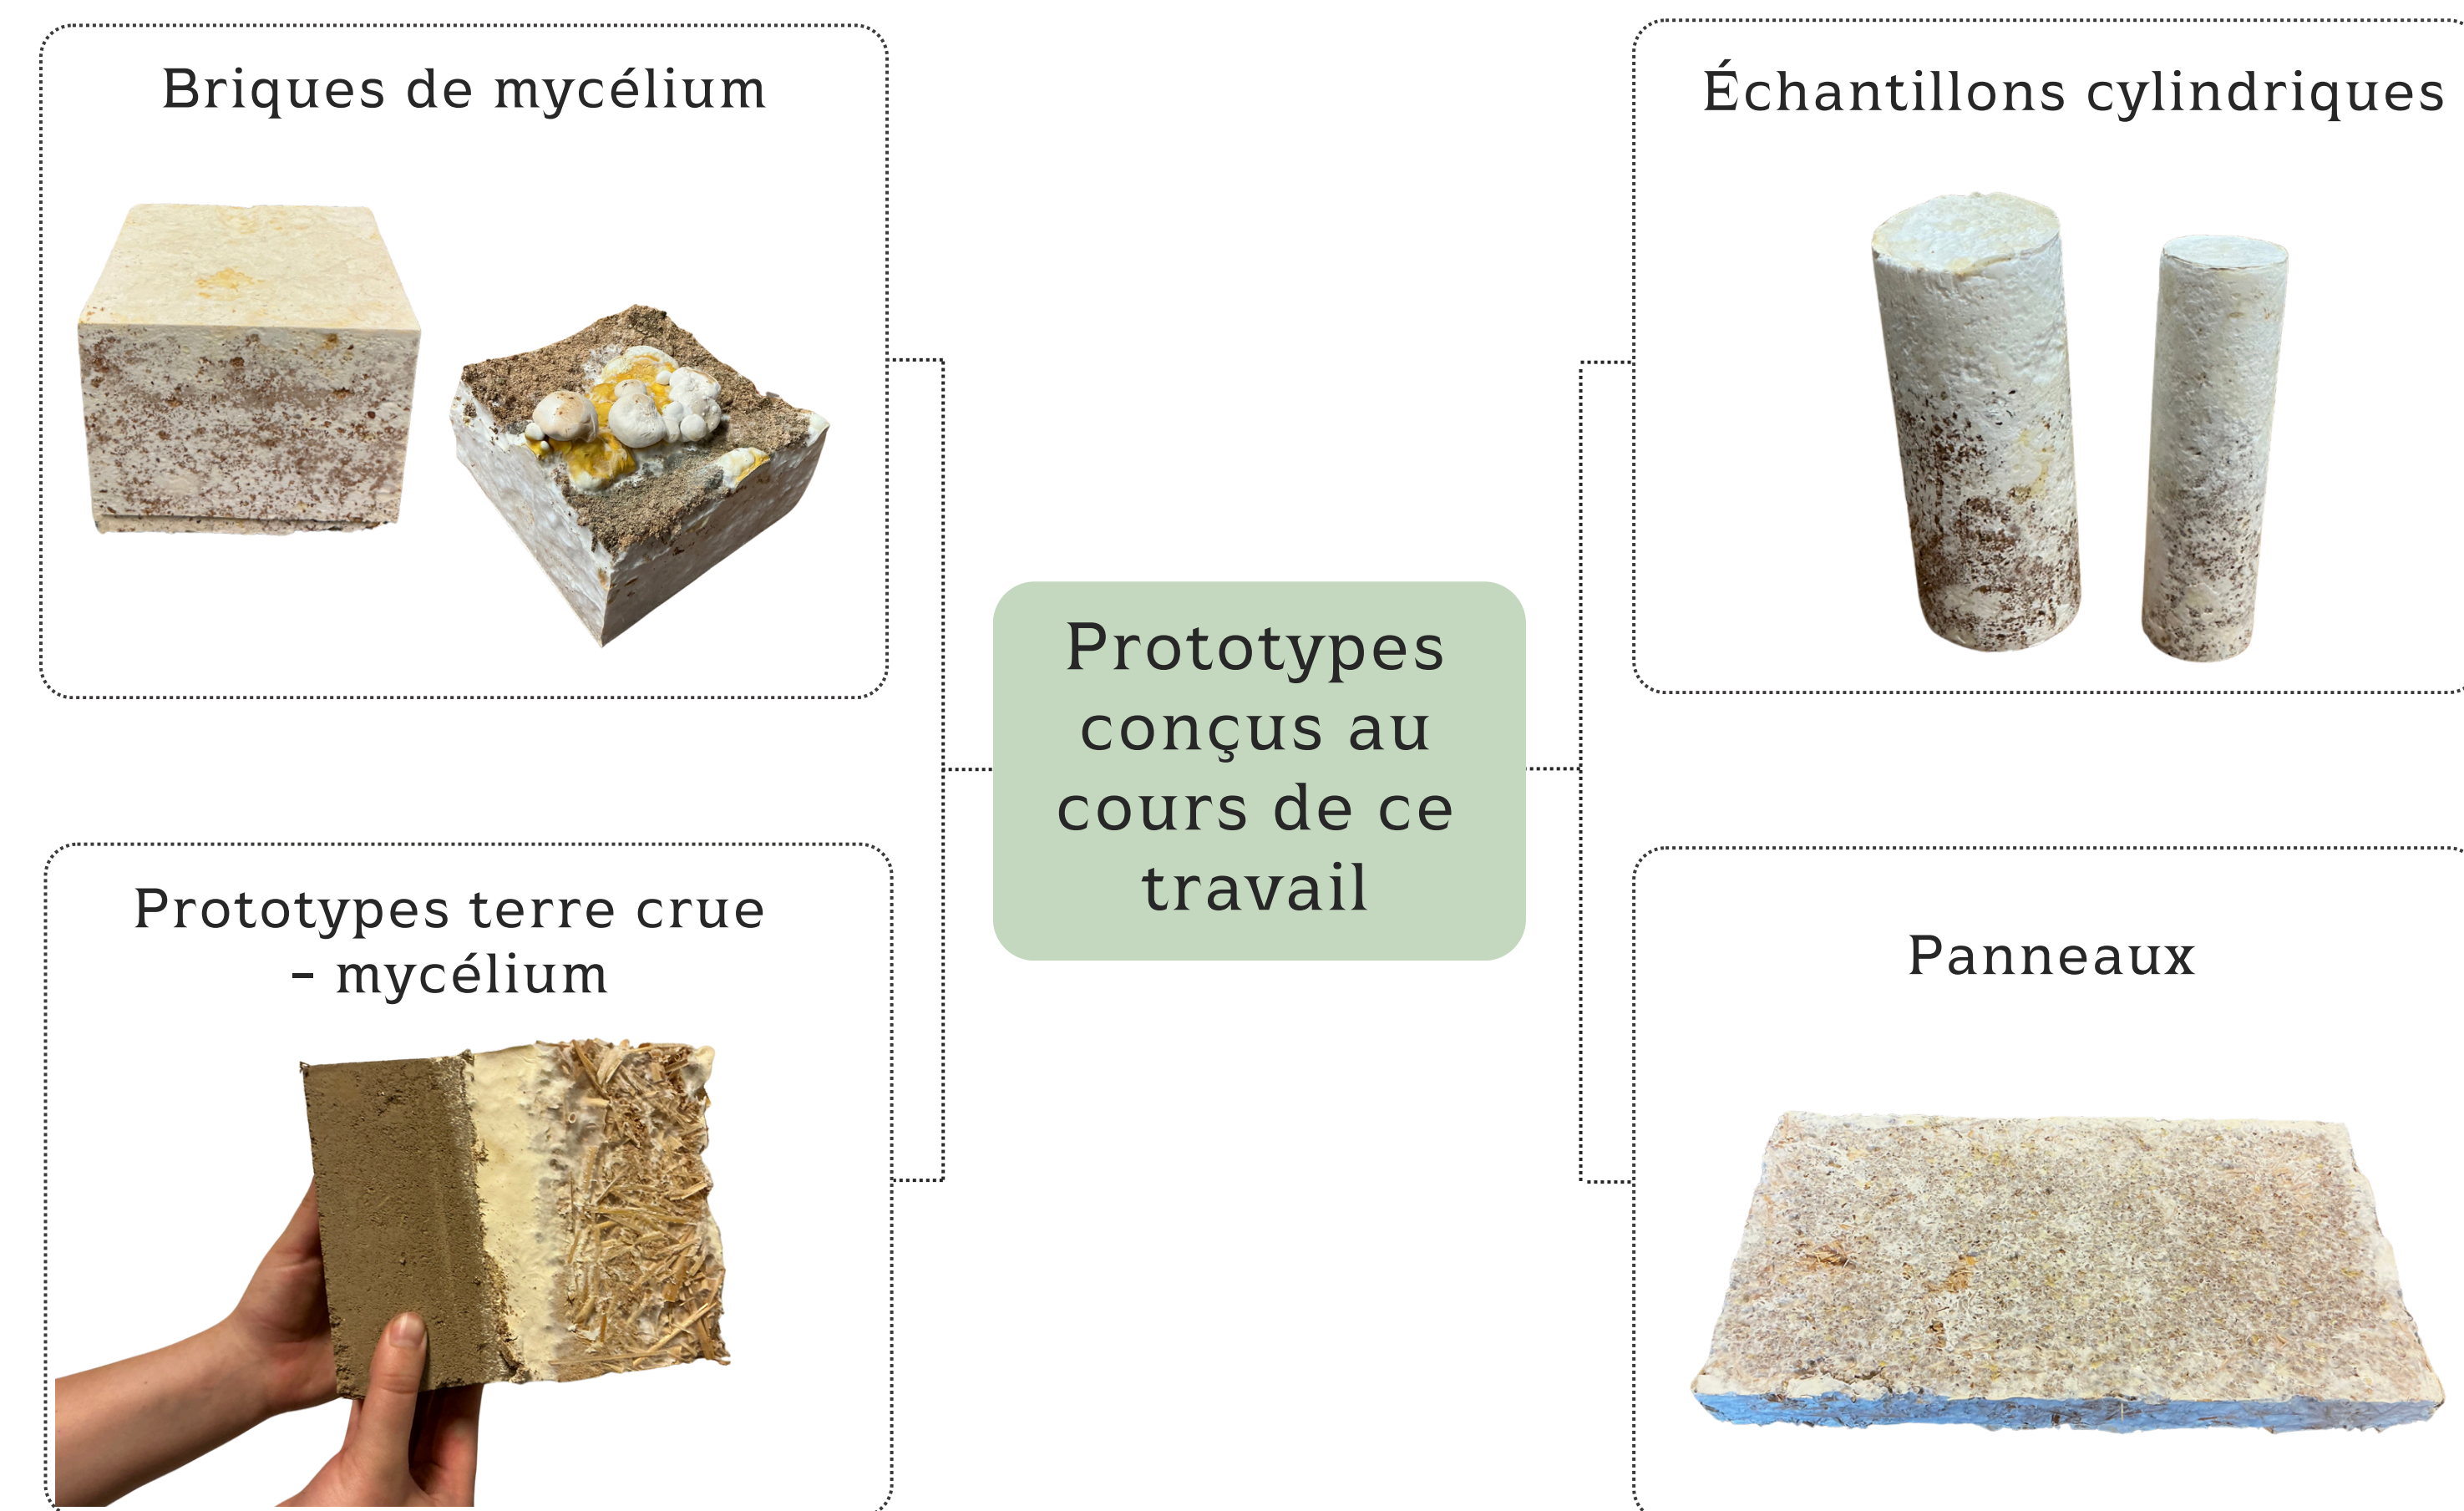 Briques de mycélium
Échantillons cylindriques
Prototypes
conçus au
cours de ce
travail
Prototypes terre crue
- mycélium
Panneaux